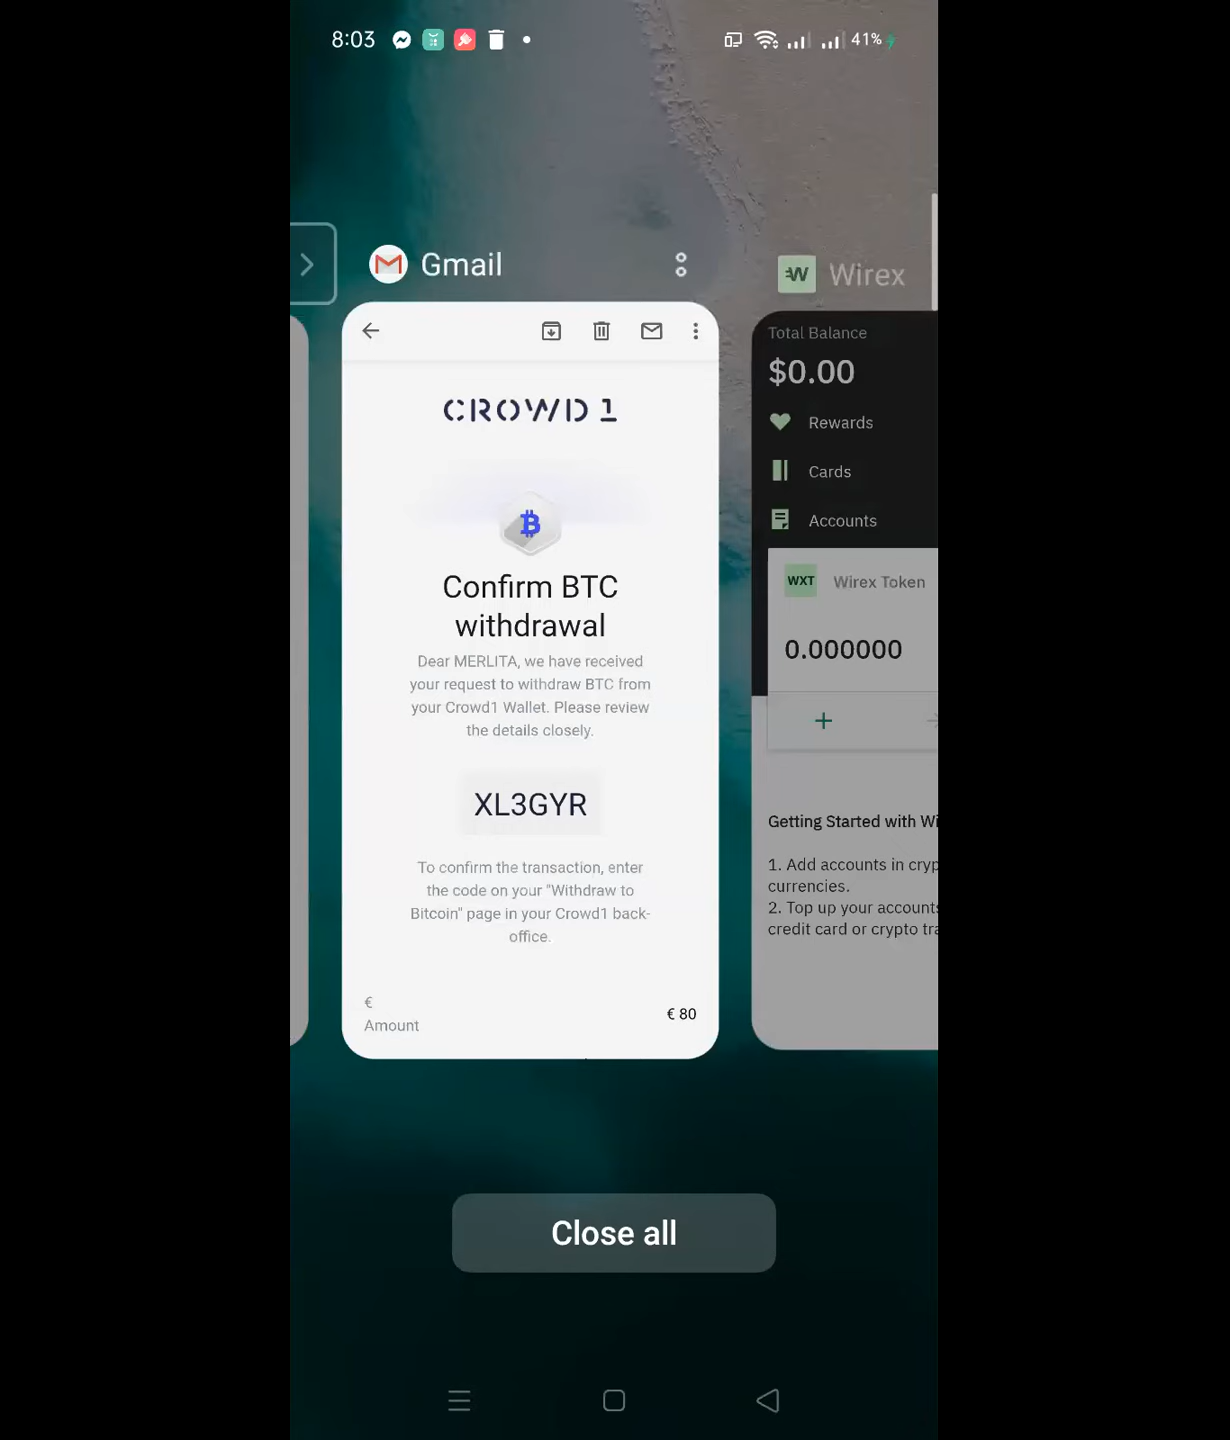 8:03
41%
Gmail
Wirex
CROWD 1
Confirm BTC
withdrawal
Dear MERLITA, we have received
your request to withdraw BTC from
your Crowd1 Wallet. Please review
the details closely.
XL3GYR
To confirm the transaction, enter
the code on your "Withdraw to
Bitcoin" page in your Crowd1 back-
office.
€
Amount
€ 80
Total Balance
$0.00
Rewards
Cards
Accounts
WXT Wirex Token
0.000000
Getting Started with Wi
1. Add accounts in cryp
currencies.
2. Top up your accounts
credit card or crypto tra
Close all